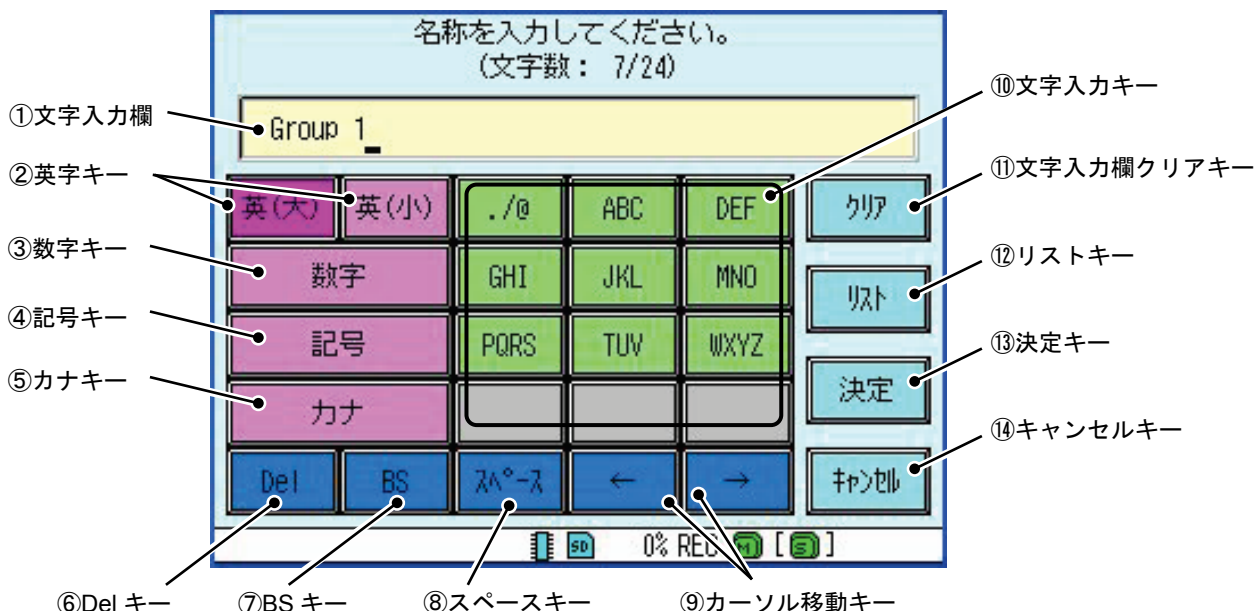 名称を入力してください。
(文字数: 7/24)
①文字入力欄
Group 1_
⑩文字入力キー
②英字キー
英(大) 英(小) ./@ ABC DEF ｸﾘｱ
⑪文字入力欄クリアキー
③数字キー
数字 GHI JKL MNO ﾘｽﾄ
⑫リストキー
④記号キー
記号 PQRS TUV WXYZ
⑬決定キー
⑤カナキー
カナ 決定
⑭キャンセルキー
Del BS ｽﾍﾟｰｽ ← → ｷｬﾝｾﾙ
SD 0% REC M [S]
⑥Del キー ⑦BS キー ⑧スペースキー ⑨カーソル移動キー